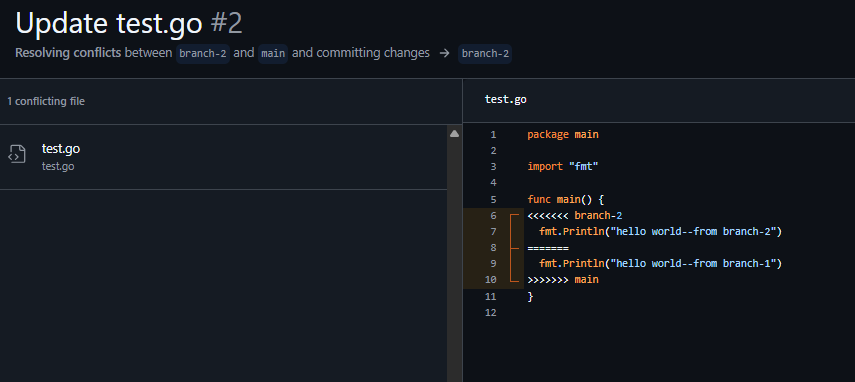 Update test.go #2
Resolving conflicts between branch-2 and main and committing changes → branch-2
1 conflicting file
test.go
test.go
test.go
1 package main
2
3 import "fmt"
4
5 func main() {
6 <<<<<<< branch-2
7   fmt.Println("hello world--from branch-2")
8 =======
9   fmt.Println("hello world--from branch-1")
10 >>>>>>> main
11 }
12